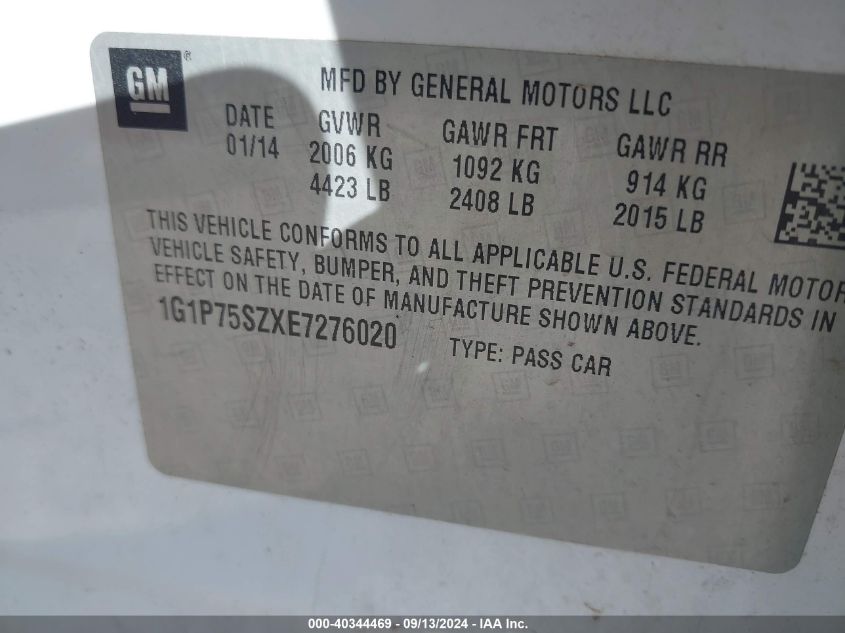 GM ®
MFD BY GENERAL MOTORS LLC
DATE GVWR GAWR FRT GAWR RR
01/14 2006 KG 1092 KG 914 KG
4423 LB 2408 LB 2015 LB
THIS VEHICLE CONFORMS TO ALL APPLICABLE U.S. FEDERAL MOTOR
VEHICLE SAFETY, BUMPER, AND THEFT PREVENTION STANDARDS IN
EFFECT ON THE DATE OF MANUFACTURE SHOWN ABOVE.
1G1P75SZXE7276020 TYPE: PASS CAR
000-40344469 - 09/13/2024 - IAA Inc.